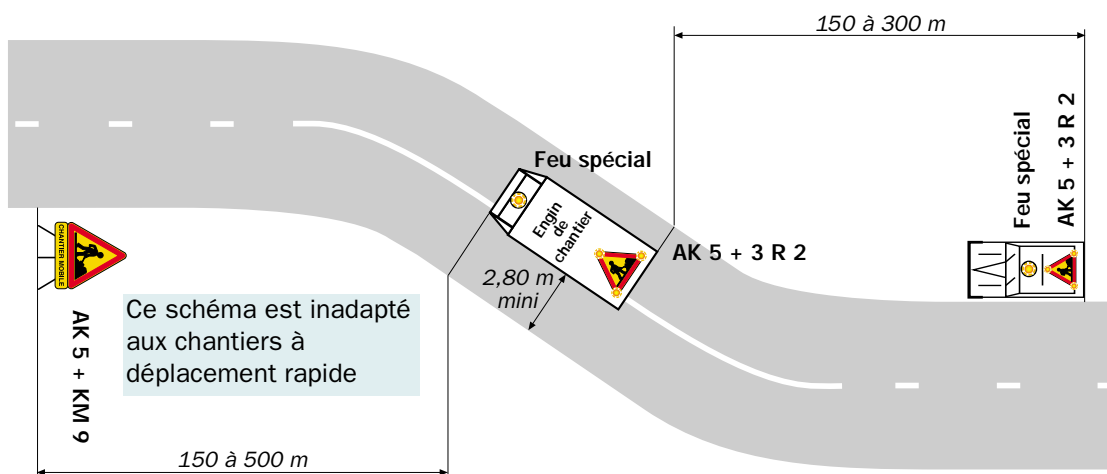 150 à 300 m
Feu spécial
AK 5 + 3 R 2
Feu spécial
Engin
de
chantier
AK 5 + 3 R 2
2,80 m
mini
CHANTIER MOBILE
AK 5 + KM 9
Ce schéma est inadapté
aux chantiers à
déplacement rapide
150 à 500 m